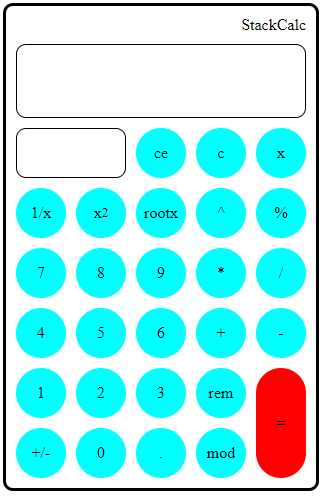 StackCalc
ce c x
1/x x2 rootx ^ %
7 8 9 * /
4 5 6 + -
1 2 3 rem
=
+/- 0 . mod